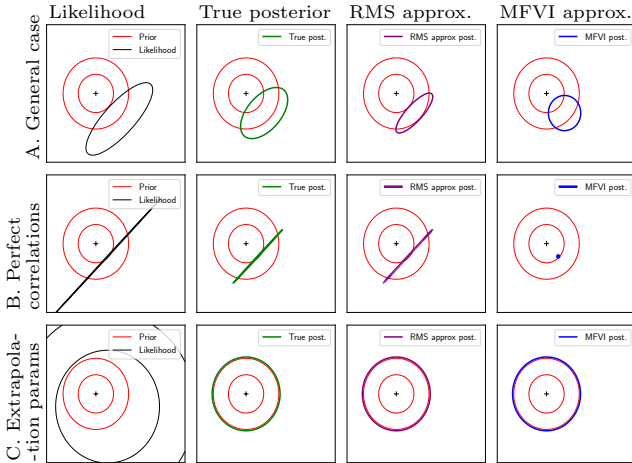 Likelihood
True posterior
RMS approx.
MFVI approx.
A. General case
Prior
Likelihood
True post.
RMS approx post.
MFVI post.
B. Perfect
correlations
Prior
Likelihood
True post.
RMS approx post.
MFVI post.
C. Extrapola-
-tion params
Prior
Likelihood
True post.
RMS approx post.
MFVI post.